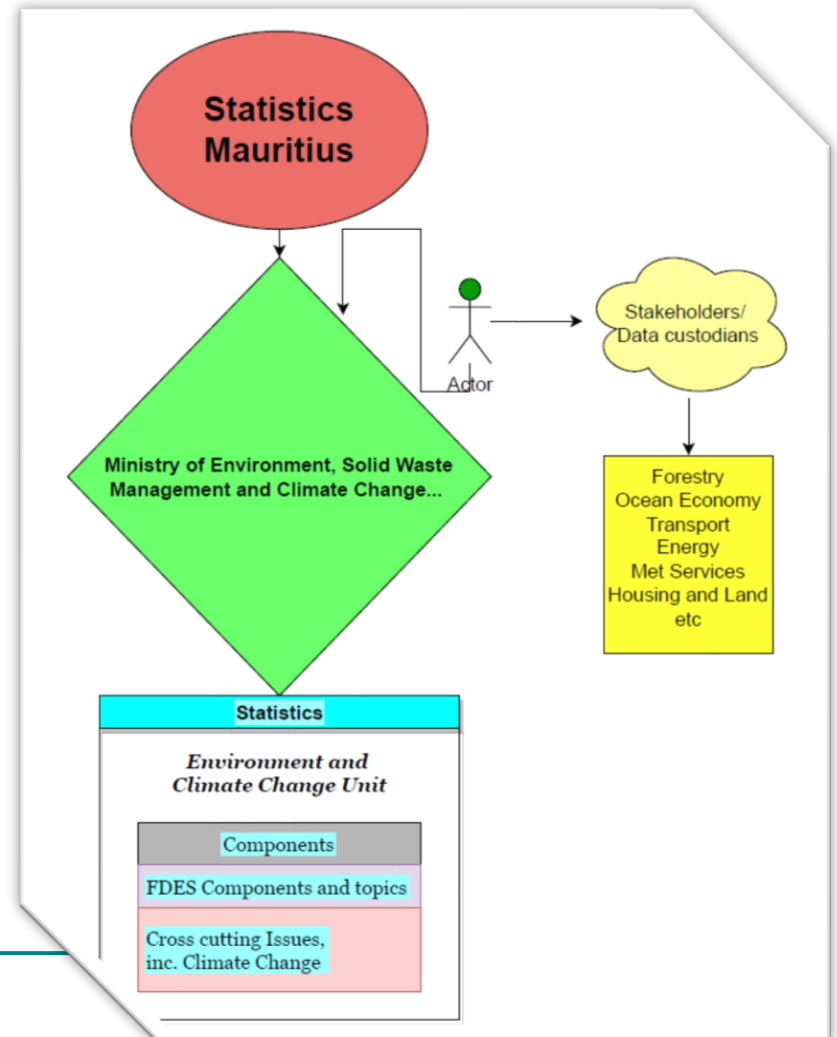 Statistics
Mauritius
Actor
Stakeholders/
Data custodians
Ministry of Environment, Solid Waste
Management and Climate Change...
Forestry
Ocean Economy
Transport
Energy
Met Services
Housing and Land
etc
Statistics
Environment and
Climate Change Unit
Components
FDES Components and topics
Cross cutting Issues,
inc. Climate Change